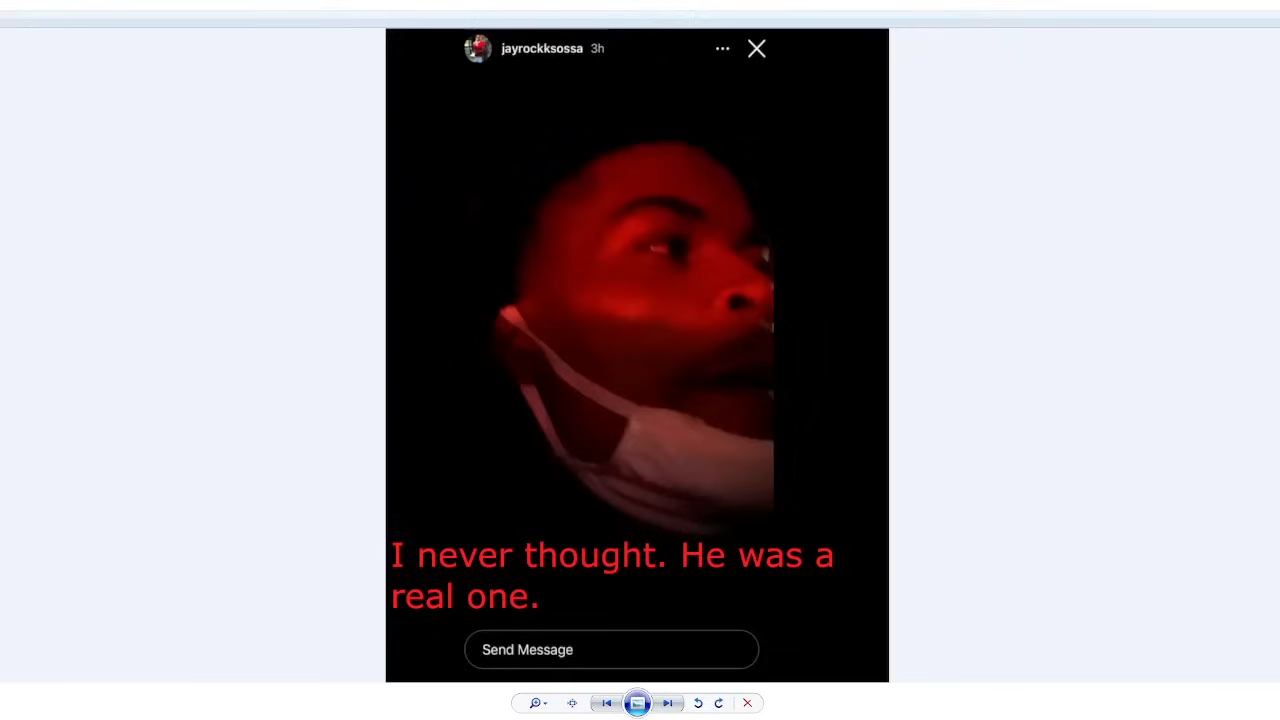 jayrockksossa 3h
I never thought. He was a
real one.
Send Message